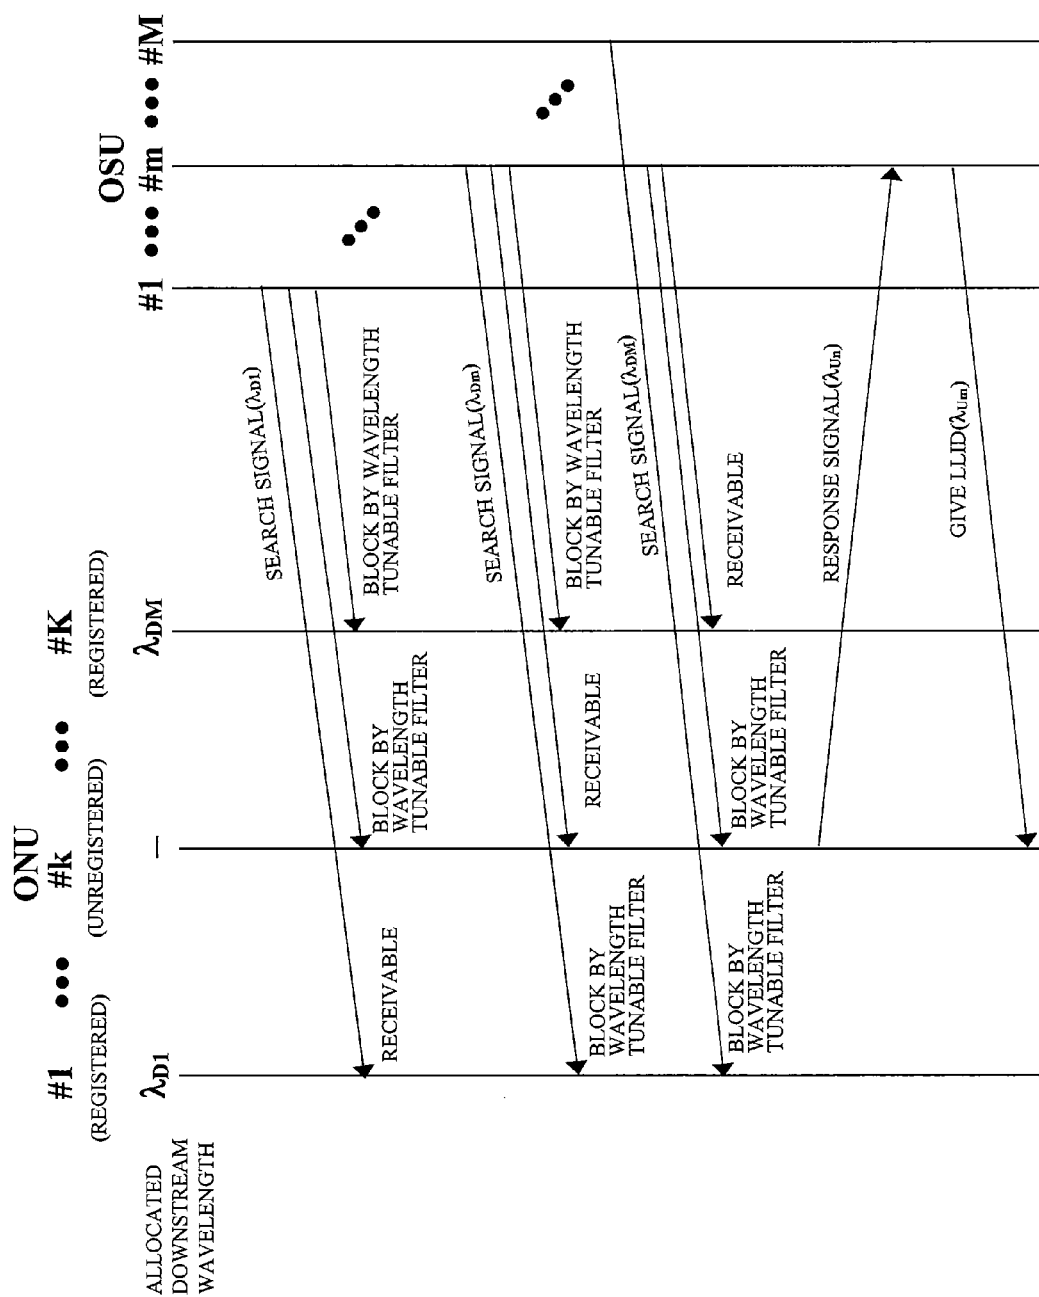 ONU
OSU
#1 ●●● #k ●●● #K
#1 ●●● #m ●●● #M
(REGISTERED)
(UNREGISTERED)
(REGISTERED)
ALLOCATED
DOWNSTREAM
WAVELENGTH
λD1
—
λDM
SEARCH SIGNAL(λD1)
BLOCK BY WAVELENGTH
TUNABLE FILTER
BLOCK BY
WAVELENGTH
TUNABLE FILTER
RECEIVABLE
SEARCH SIGNAL(λDm)
BLOCK BY WAVELENGTH
TUNABLE FILTER
RECEIVABLE
BLOCK BY
WAVELENGTH
TUNABLE FILTER
SEARCH SIGNAL(λDM)
RECEIVABLE
BLOCK BY
WAVELENGTH
TUNABLE FILTER
BLOCK BY
WAVELENGTH
TUNABLE FILTER
RESPONSE SIGNAL(λUn)
GIVE LLID(λUm)